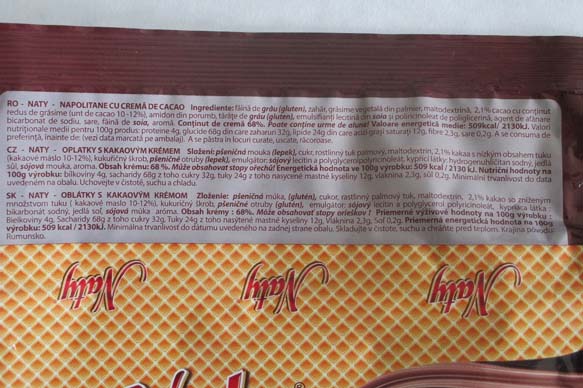 RO - NATY - NAPOLITANE CU CREMĂ DE CACAO Ingrediente: făină de grâu (gluten), zahăr, grăsime vegetală din palmier, maltodextrină, 2,1% cacao cu conținut
redus de grăsime (unt de cacao 10-12%), amidon din porumb, tărâțe de grâu (gluten), emulsifianți lecitină din soia și poliricinoleat de poliglicerină, agent de afânare
bicarbonat de sodiu, sare, făină de soia, aromă. Conținut de cremă 68%. Poate conține urme de alune! Valoare energetică medie: 509kcal/ 2130kJ. Valori
nutriționale medii pentru 100g produs: proteine 4g, glucide 68g din care zaharuri 32g, lipide 24g din care acizi grași saturați 12g, fibre 2,3g, sare 0,2g. A se consuma de
preferință, înainte de: (vezi data marcată pe ambalaj). A se păstra în locuri curate, uscate, răcoroase.
CZ - NATY - OPLATKY S KAKAOVÝM KRÉMEM Složení: pšeničná mouka (lepek), cukr, rostlinný tuk palmový, maltodextrin, 2,1% kakaa s nízkým obsahem tuku
(kakaové máslo 10-12%), kukuřičný škrob, pšeničné otruby (lepek), emulgátor: sójový lecitin a polyglycerolpolyricinoleát, kypřicí látky: hydrogenuhličitan sodný, jedlá
sůl, sójová mouka, aroma. Obsah krému: 68 %. Může obsahovat stopy ořechů! Energetická hodnota ve 100g výrobku: 509 kcal / 2130 kJ. Nutriční hodnoty na
100g výrobku: bílkoviny 4g, sacharidy 68g z toho cukry 32g, tuky 24g z toho nasycené mastné kyseliny 12g, vláknina 2,3g, sůl 0,2g. Minimální trvanlivost do data
uvedeném na obalu. Uchovejte v čistotě, suchu a chladu.
SK - NATY - OBLÁTKY S KAKAOVÝM KRÉMOM Zloženie: pšeničná múka, (glutén), cukor, rastlinný palmový tuk, maltodextrin, 2,1% kakao so zníženým
množstvom tuku ( kakaové maslo 10-12%), kukuričný škrob, pšeničné otruby (glutén), emulgátor: sójový lecitín a polyglycerol polyricinoleát, kypriaca látka,
bikarbonát sodný, jedlá soľ, sójová múka, aróma. Obsah krému : 68%. Môže obsahovať stopy orieškov ! Priemerné výživové hodnoty na 100g výrobku :
Bielkoviny 4g, Sacharidy 68g z toho cukry 32g, Tuky 24g z toho nasýtené mastné kyseliny 12g, Vláknina 2,3g, Soľ 0,2g. Priemerná energetická hodnota na 100g
výrobku: 509 kcal / 2130kJ. Minimálna trvanlivosť do dátumu uvedeného na zadnej strane obalu. Skladujte v čistote, suchu a chráňte pred teplom. Krajina pôvodu:
Rumunsko.
Naty Naty Naty